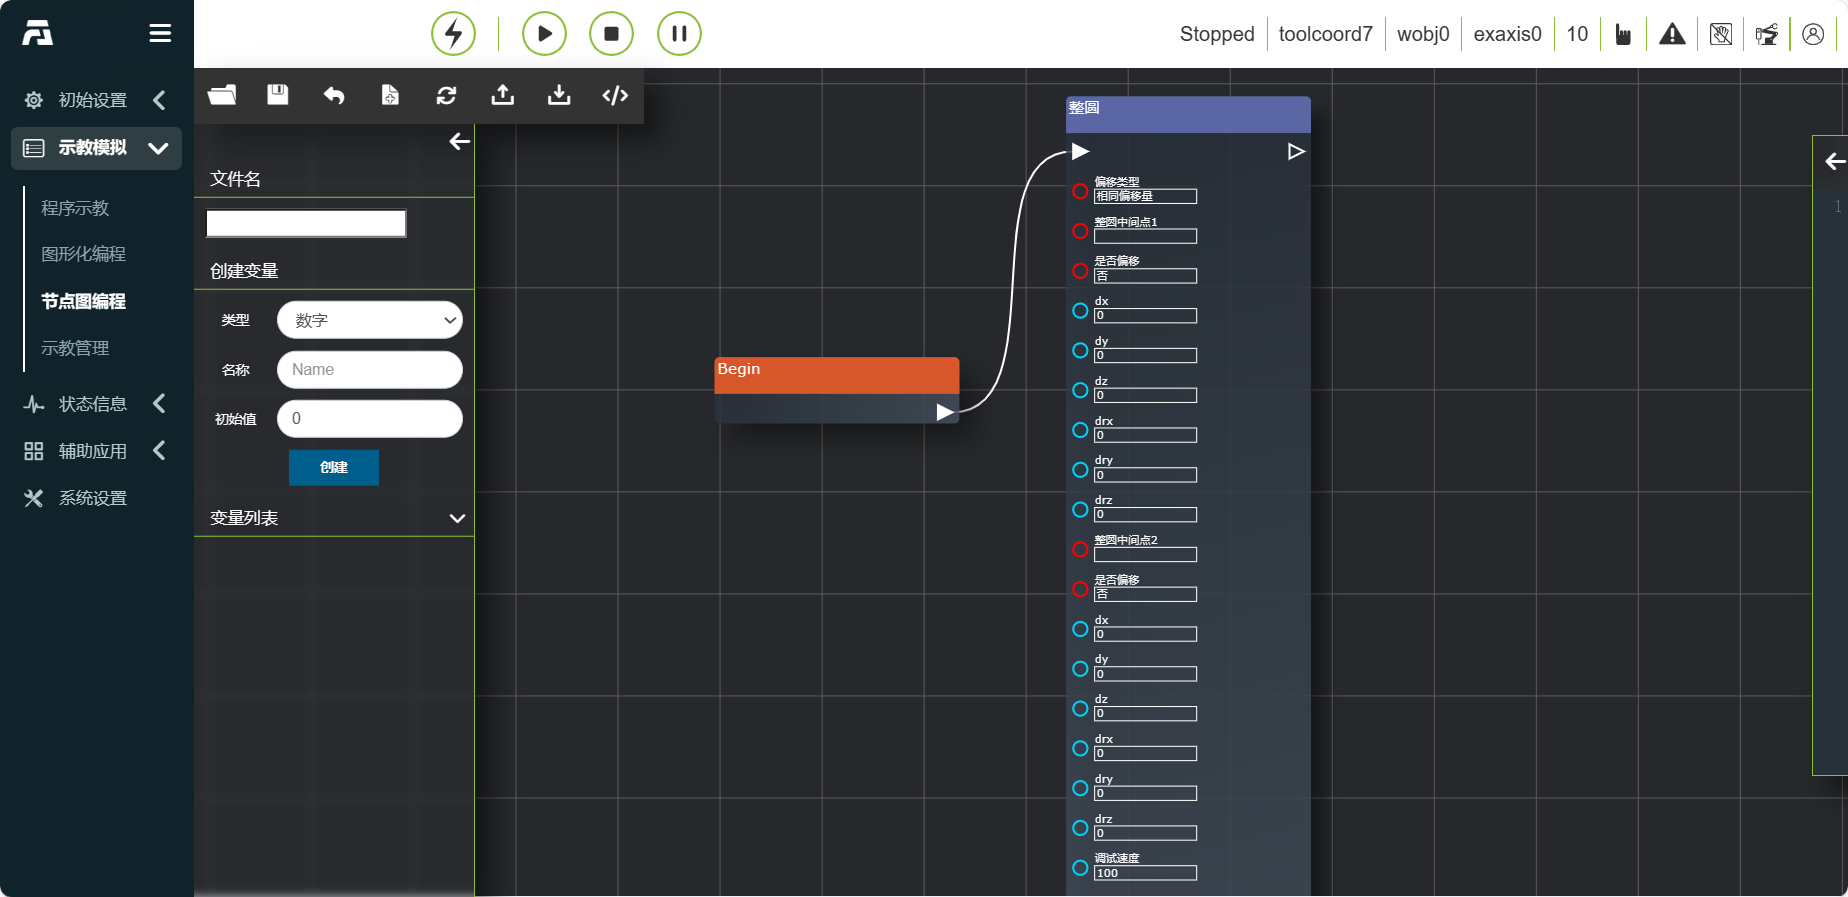 Stopped
toolcoord7
wobj0
exaxis0
10
初始设置
示教模拟
程序示教
图形化编程
节点图编程
示教管理
状态信息
辅助应用
系统设置
文件名
创建变量
类型
数字
名称
Name
初始值
0
创建
变量列表
Begin
整圆
偏移类型
相同偏移量
整圆中间点1
是否偏移
否
dx
0
dy
0
dz
0
drx
0
dry
0
drz
0
整圆中间点2
是否偏移
否
dx
0
dy
0
dz
0
drx
0
dry
0
drz
0
调试速度
100
1